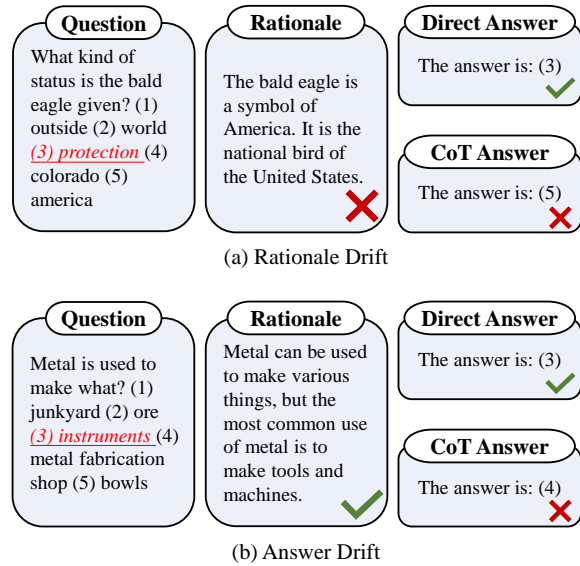 Question
What kind of
status is the bald
eagle given? (1)
outside (2) world
(3) protection (4)
colorado (5)
america
Rationale
The bald eagle is
a symbol of
America. It is the
national bird of
the United States.
Direct Answer
The answer is: (3)
CoT Answer
The answer is: (5)
(a) Rationale Drift
Question
Metal is used to
make what? (1)
junkyard (2) ore
(3) instruments (4)
metal fabrication
shop (5) bowls
Rationale
Metal can be used
to make various
things, but the
most common use
of metal is to
make tools and
machines.
Direct Answer
The answer is: (3)
CoT Answer
The answer is: (4)
(b) Answer Drift